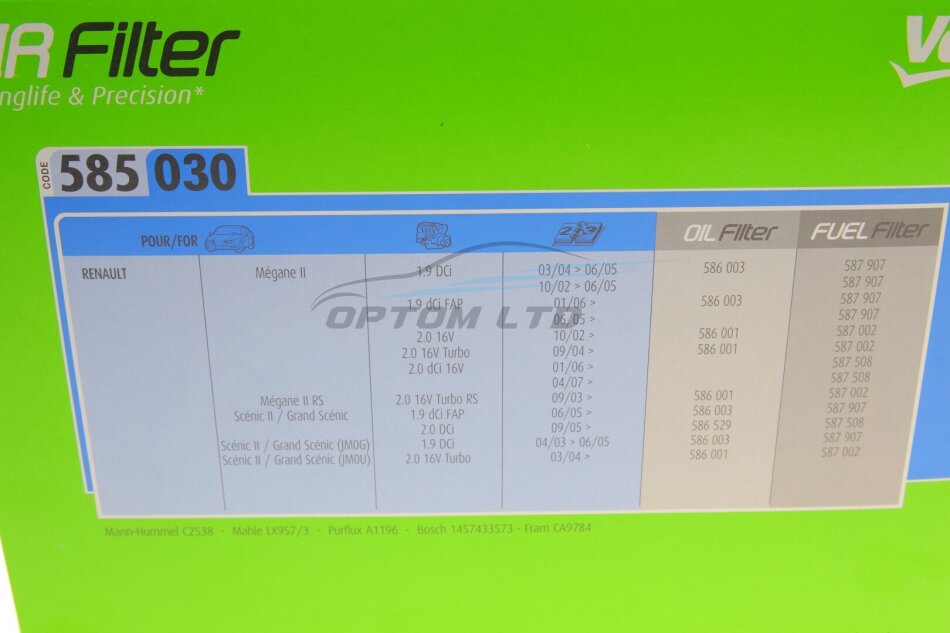 Filter
& Precision*
CODE 585 030
POUR/FOR OIL Filter FUEL Filter
RENAULT Mégane II 1.9 DCi 03/04 > 06/05 586 003 587 907
10/02 > 06/05 587 907
1.9 dCi FAP 01/06 > 586 003 587 907
06/05 > 587 907
2.0 16V 10/02 > 586 001 587 002
2.0 16V Turbo 09/04 > 586 001 587 002
2.0 dCi 16V 01/06 > 587 508
04/07 > 587 508
Mégane II RS 2.0 16V Turbo RS 09/03 > 586 001 587 002
Scénic II / Grand Scénic 1.9 dCi FAP 06/05 > 586 003 587 907
2.0 DCi 09/05 > 586 529 587 508
Scénic II / Grand Scénic (JM0G) 1.9 DCi 04/03 > 06/05 586 003 587 907
Scénic II / Grand Scénic (JM0U) 2.0 16V Turbo 03/04 > 586 001 587 002
OPTOM LTD
Mann-Hummel C2538 - Mahle LX957/3 - Purflux A1196 - Bosch 1457433573 - Fram CA9784